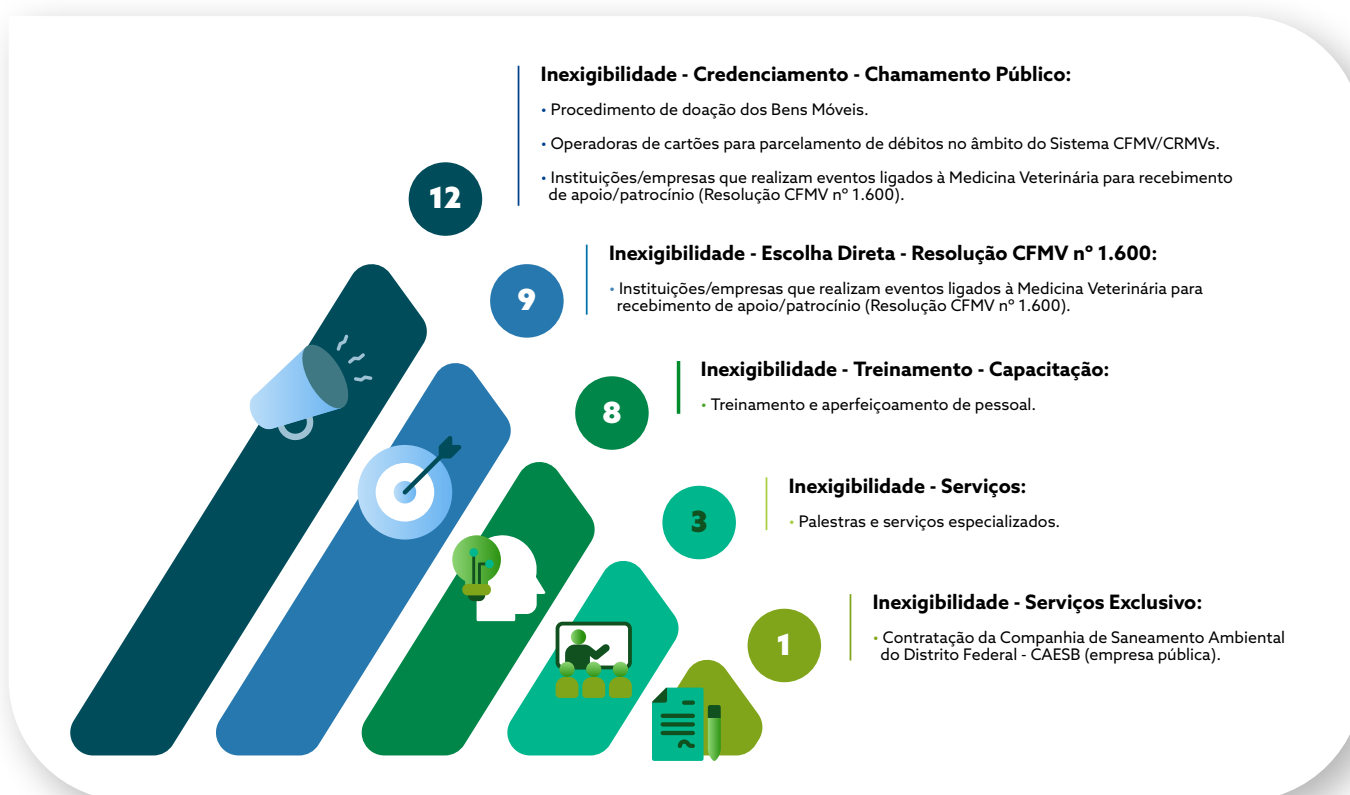 Inexigibilidade - Credenciamento - Chamamento Público:
• Procedimento de doação dos Bens Móveis.
• Operadoras de cartões para parcelamento de débitos no âmbito do Sistema CFMV/CRMVs.
• Instituições/empresas que realizam eventos ligados à Medicina Veterinária para recebimento
de apoio/patrocínio (Resolução CFMV nº 1.600).
12
Inexigibilidade - Escolha Direta - Resolução CFMV nº 1.600:
• Instituições/empresas que realizam eventos ligados à Medicina Veterinária para
recebimento de apoio/patrocínio (Resolução CFMV nº 1.600).
9
Inexigibilidade - Treinamento - Capacitação:
• Treinamento e aperfeiçoamento de pessoal.
8
Inexigibilidade - Serviços:
• Palestras e serviços especializados.
3
Inexigibilidade - Serviços Exclusivo:
• Contratação da Companhia de Saneamento Ambiental
do Distrito Federal - CAESB (empresa pública).
1